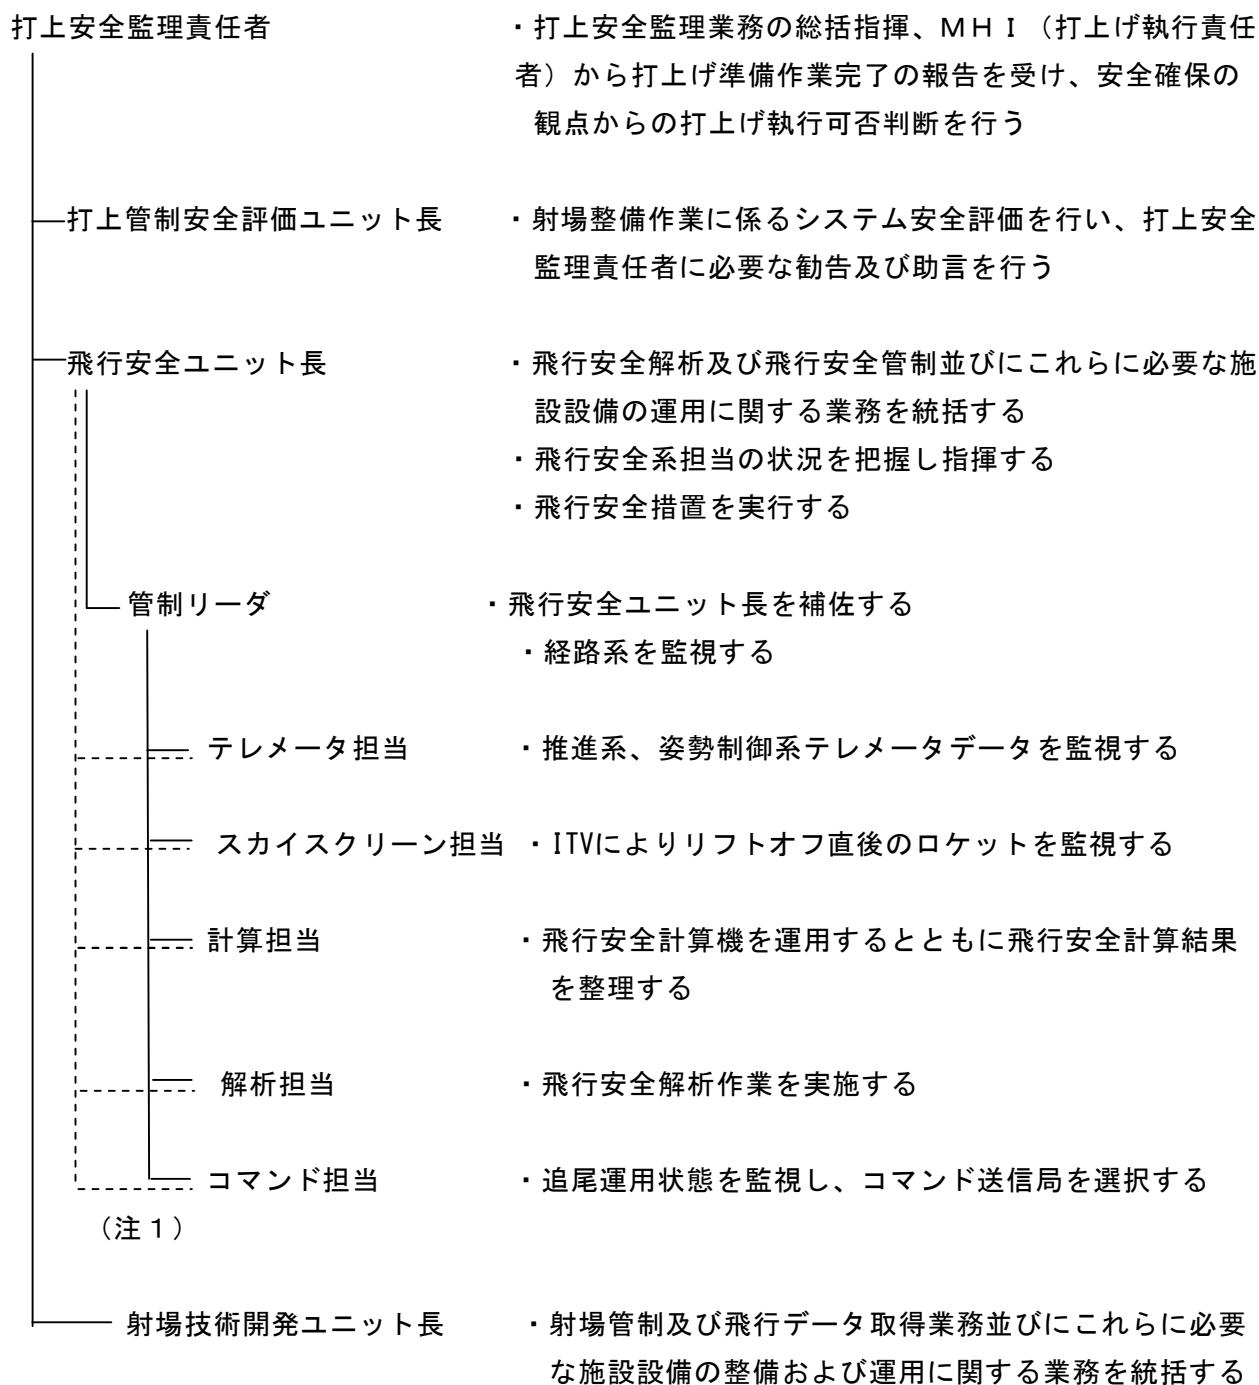 打上安全監理責任者 ・打上安全監理業務の総括指揮、ＭＨＩ（打上げ執行責任
者）から打上げ準備作業完了の報告を受け、安全確保の
観点からの打上げ執行可否判断を行う
打上管制安全評価ユニット長 ・射場整備作業に係るシステム安全評価を行い、打上安全
監理責任者に必要な勧告及び助言を行う
飛行安全ユニット長 ・飛行安全解析及び飛行安全管制並びにこれらに必要な施
設設備の運用に関する業務を統括する
・飛行安全系担当の状況を把握し指揮する
・飛行安全措置を実行する
管制リーダ ・飛行安全ユニット長を補佐する
・経路系を監視する
テレメータ担当 ・推進系、姿勢制御系テレメータデータを監視する
スカイスクリーン担当 ・ITVによりリフトオフ直後のロケットを監視する
計算担当 ・飛行安全計算機を運用するとともに飛行安全計算結果
を整理する
解析担当 ・飛行安全解析作業を実施する
コマンド担当 ・追尾運用状態を監視し、コマンド送信局を選択する
（注１）
射場技術開発ユニット長 ・射場管制及び飛行データ取得業務並びにこれらに必要
な施設設備の整備および運用に関する業務を統括する